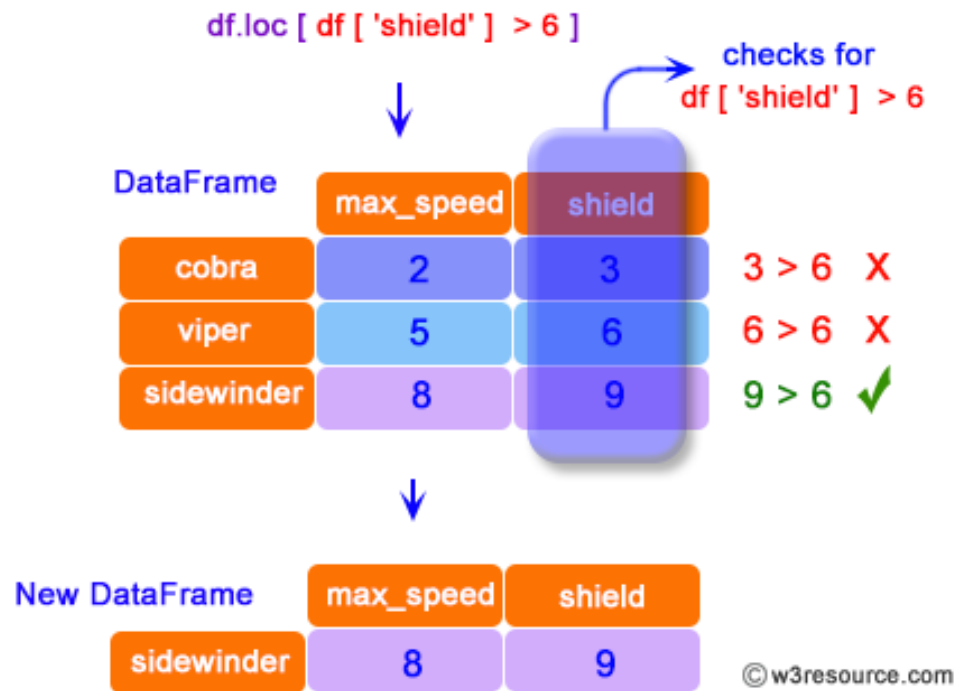 df.loc [ df [ 'shield' ] > 6 ]
checks for
df [ 'shield' ] > 6
DataFrame
max_speed shield
cobra 2 3 3 > 6 X
viper 5 6 6 > 6 X
sidewinder 8 9 9 > 6 ✓
New DataFrame
max_speed shield
sidewinder 8 9
© w3resource.com